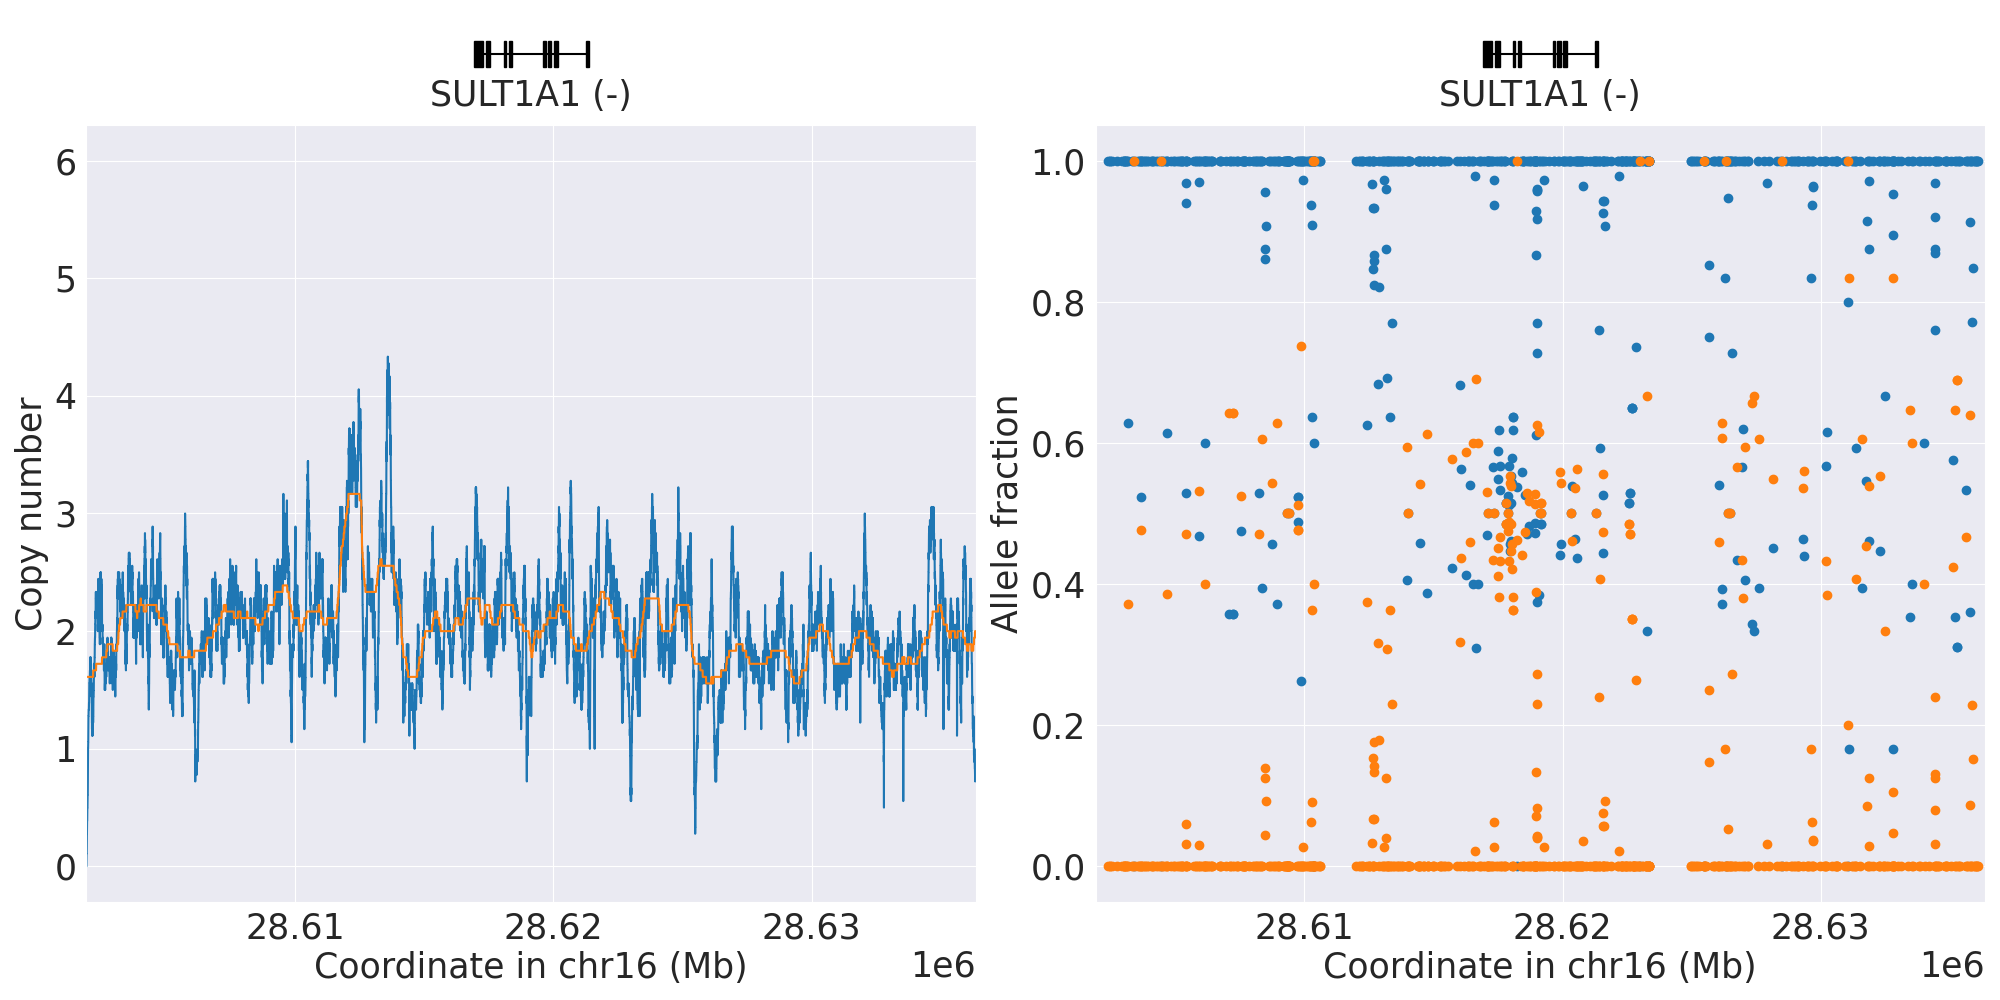 SULT1A1 (-)
6
5
4
3
2
1
0
Copy number
28.61
28.62
28.63
Coordinate in chr16 (Mb)
1e6
SULT1A1 (-)
1.0
0.8
0.6
0.4
0.2
0.0
Allele fraction
28.61
28.62
28.63
Coordinate in chr16 (Mb)
1e6